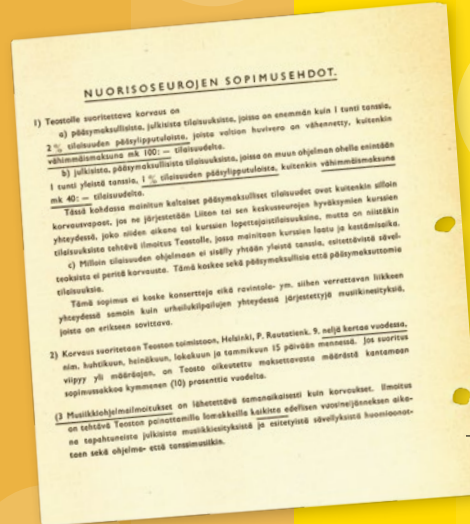 NUORISOSEUROJEN SOPIMUSEHDOT.
1) Teostolle suoritettava korvaus on
a) pääsymaksullisista, julkisista tilaisuuksista, joissa on enemmän kuin 1 tunti tanssia,
2 % tilaisuuden pääsylipputuloista, joista valtion huvivero on vähennetty, kuitenkin
vähimmäismaksuna mk 100: — tilaisuudelta.
b) julkisista, pääsymaksullisista tilaisuuksista, joissa on muun ohjelman ohella enintään
1 tunti yleistä tanssia, 1 % tilaisuuden pääsylipputuloista, kuitenkin vähimmäismaksuna
mk 40: — tilaisuudelta.
Tässä kohdassa mainitun kaltaiset pääsymaksulliset tilaisuudet ovat kuitenkin silloin
korvausvapaat, jos ne järjestetään Liiton tai sen keskusseurojen hyväksymien kurssien
yhteydessä, joko niiden aikana tai kurssien lopettajaistilaisuuksina, mutta on niistäkin
tilaisuuksista tehtävä ilmoitus Teostolle, jossa mainitaan kurssien laatu ja kestämisaika.
c) Milloin tilaisuuden ohjelmaan ei sisälly yhtään yleistä tanssia, esitettävistä sävel-
teoksista ei peritä korvausta. Tämä koskee sekä pääsymaksullisia että pääsymaksuttomia
tilaisuuksia.
Tämä sopimus ei koske konsertteja eikä ravintola- ym. siihen verrattavan liikkeen
yhteydessä samoin kuin urheilukilpailujen yhteydessä järjestettyjä musiikinesityksiä,
joista on erikseen sovittava.
2) Korvaus suoritetaan Teoston toimistoon, Helsinki, P. Rautatienk. 9, neljä kertaa vuodessa,
nim. huhtikuun, heinäkuun, lokakuun ja tammikuun 15 päivään mennessä. Jos suoritus
viipyy yli määräajan, on Teosto oikeutettu maksettavasta määrästä kantamaan
sopimussakkoa kymmenen (10) prosenttia vuodelta.
(3 Musiikkiohjelmailmoitukset on lähetettävä samanaikaisesti kuin korvaukset. Ilmoitus
on tehtävä Teoston painattamilla lomakkeilla kaikista edellisen vuosineljänneksen aika-
na tapahtuneista julkisista musiikkiesityksistä ja esitetyistä sävellyksistä huomioonot-
taen sekä ohjelma- että tanssimusiikin.